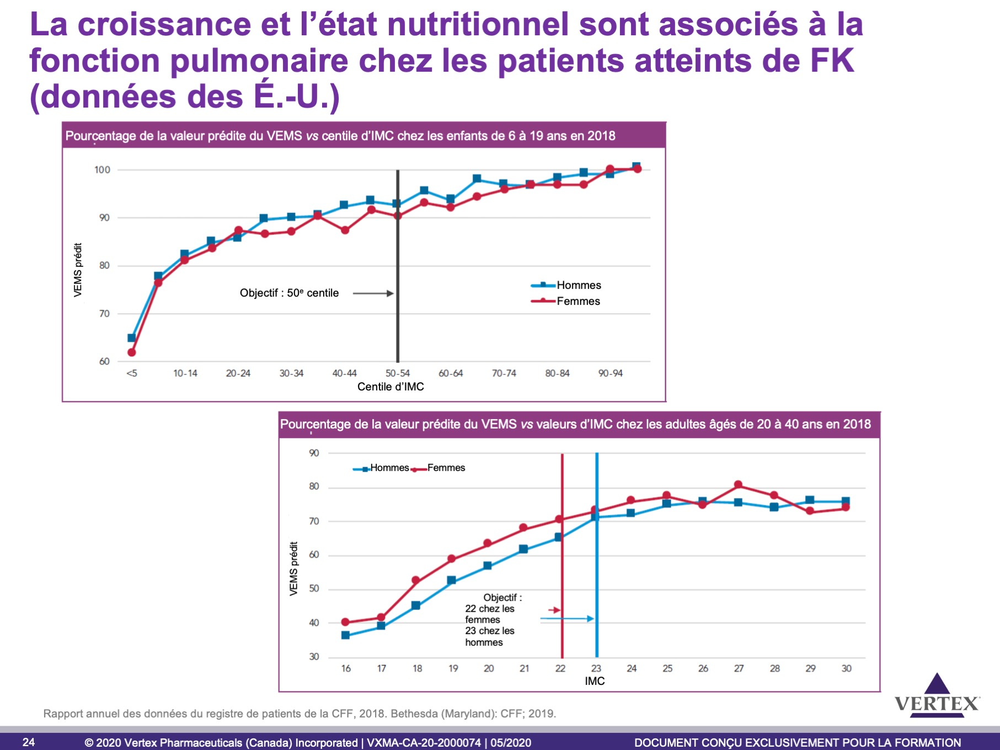 La croissance et l’état nutritionnel sont associés à la
fonction pulmonaire chez les patients atteints de FK
(données des É.-U.)
Pourcentage de la valeur prédite du VEMS vs centile d’IMC chez les enfants de 6 à 19 ans en 2018
100
90
80
70
60
VEMS prédit
Objectif : 50e centile
Hommes
Femmes
<5 10-14 20-24 30-34 40-44 50-54 60-64 70-74 80-84 90-94
Centile d’IMC
Pourcentage de la valeur prédite du VEMS vs valeurs d’IMC chez les adultes âgés de 20 à 40 ans en 2018
90
80
70
60
50
40
30
VEMS prédit
Hommes Femmes
Objectif :
22 chez les
femmes
23 chez les
hommes
16 17 18 19 20 21 22 23 24 25 26 27 28 29 30
IMC
VERTEX
Rapport annuel des données du registre de patients de la CFF, 2018. Bethesda (Maryland): CFF; 2019.
24 © 2020 Vertex Pharmaceuticals (Canada) Incorporated | VXMA-CA-20-2000074 | 05/2020 DOCUMENT CONÇU EXCLUSIVEMENT POUR LA FORMATION